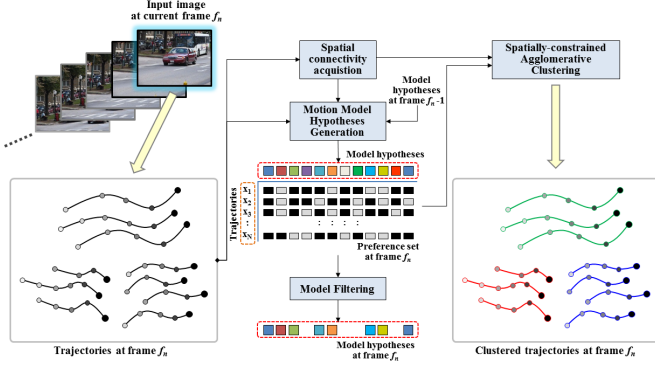 Input image
at current frame fn
Spatial
connectivity
acquistion
Spatially-constrained
Agglomerative
Clustering
Model
hypotheses
at frame fn-1
Motion Model
Hypotheses
Generation
Model hypotheses
Trajectories
X1
X2
X3
:
XN
: : : :
Preference set
at frame fn
Model Filtering
Model hypotheses
at frame fn
Trajectories at frame fn
Clustered trajectories at frame fn